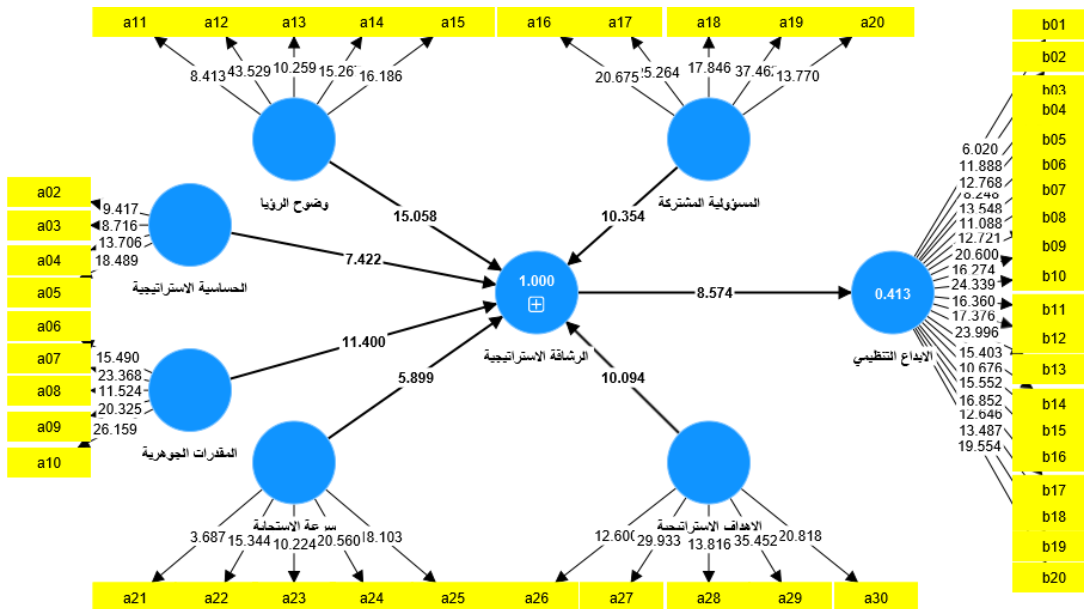 a11 a12 a13 a14 a15 a16 a17 a18 a19 a20
b01
b02
b03
b04
b05
b06
b07
b08
b09
b10
b11
b12
b13
b14
b15
b16
b17
b18
b19
b20
8.413 43.529 10.259 16.186
20.675 17.846 13.770
وضوح الرؤيا
المسؤولية المشتركة
a02
a03
a04
a05
9.417
8.716
13.706
18.489
الحساسية الاستراتيجية
15.058
10.354
7.422
1.000
8.574
0.413
الرشاقة الاستراتيجية
الابداع التنظيمي
a06
a07
a08
a09
a10
15.490
23.368
11.524
20.325
26.159
المقدرات الجوهرية
11.400
5.899
10.094
6.020
11.888
12.768
13.548
11.088
12.721
20.600
16.274
24.339
16.360
17.376
23.996
15.403
10.676
15.552
16.852
12.646
13.487
19.554
سرعة الاستجابة
الاهداف الاستراتيجية
3.687 15.344 10.224 20.560 18.103
12.600 29.933 13.816 35.452 20.818
a21 a22 a23 a24 a25 a26 a27 a28 a29 a30